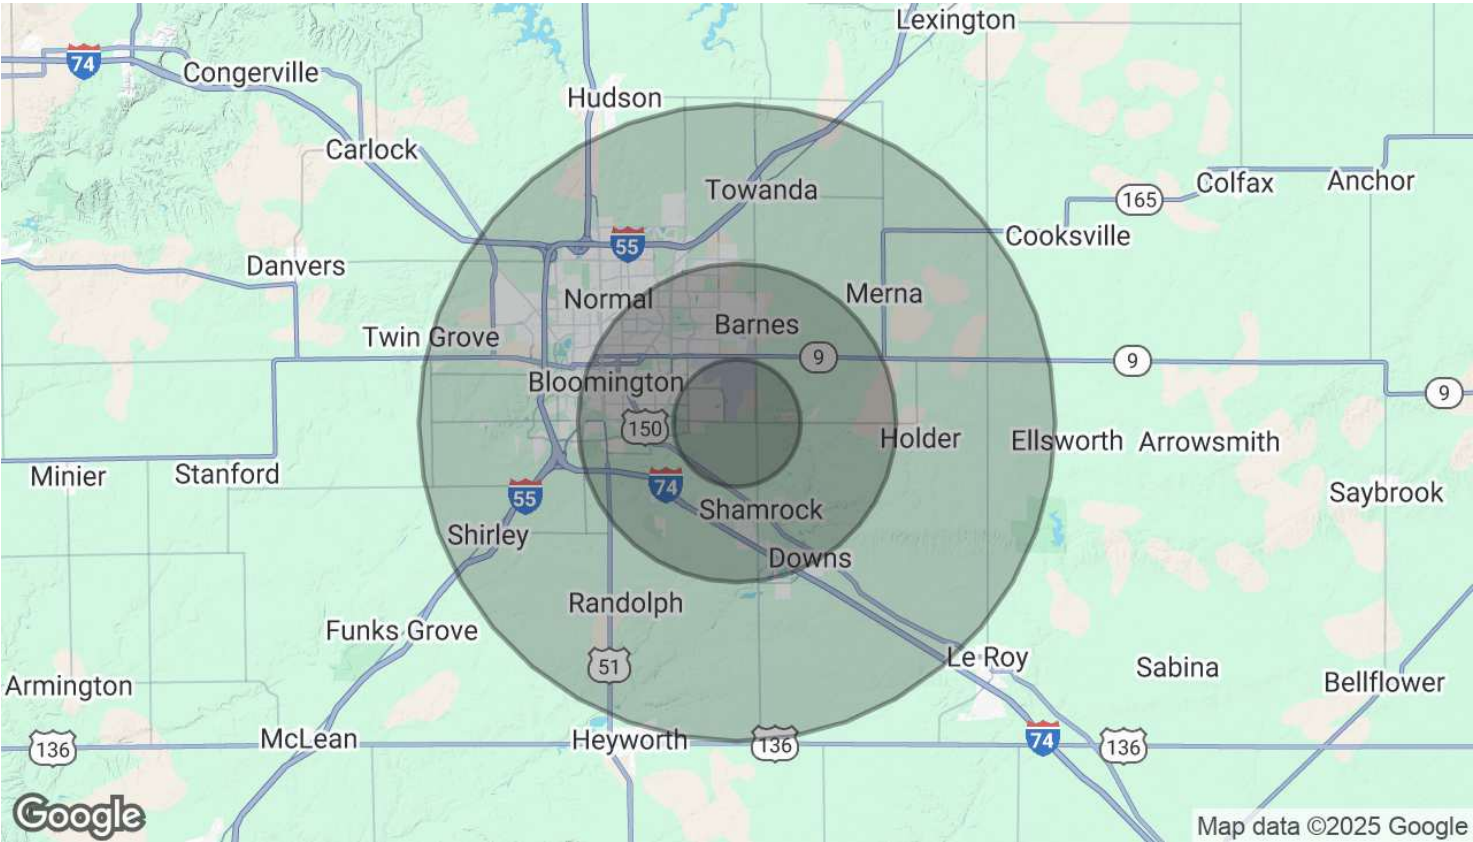 Lexington
74
Congerville
Hudson
Carlock
Towanda
165
Colfax
Anchor
55
Cooksville
Danvers
Normal
Merna
Barnes
Twin Grove
9
9
Bloomington
9
150
Holder
Ellsworth
Arrowsmith
Minier
Stanford
74
55
Saybrook
Shamrock
Shirley
Downs
Randolph
Funks Grove
Le Roy
51
Sabina
Armington
Bellflower
McLean
Heyworth
136
136
74
136
Google
Map data ©2025 Google